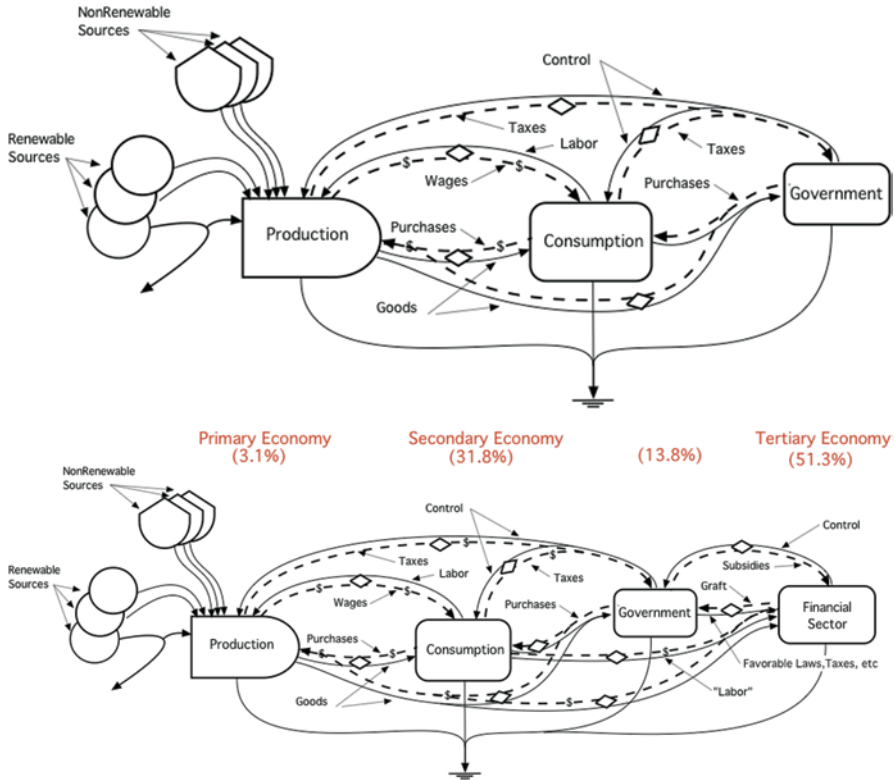 NonRenewable
Sources
Control
Renewable
Sources
Taxes
Labor
Taxes
$
Wages
$
Purchases
Government
Production
Purchases
$
$
Consumption
Goods
Primary Economy
(3.1%)
Secondary Economy
(31.8%)
(13.8%)
Tertiary Economy
(51.3%)
NonRenewable
Sources
Control
Control
$
$
Taxes
Labor
Taxes
Subsidies
Renewable
Sources
$
Wages
$
Purchases
Graft
Government
Financial
Sector
Production
Purchases
$
$
Consumption
$
Favorable Laws,Taxes, etc
Goods
$
$
"Labor"